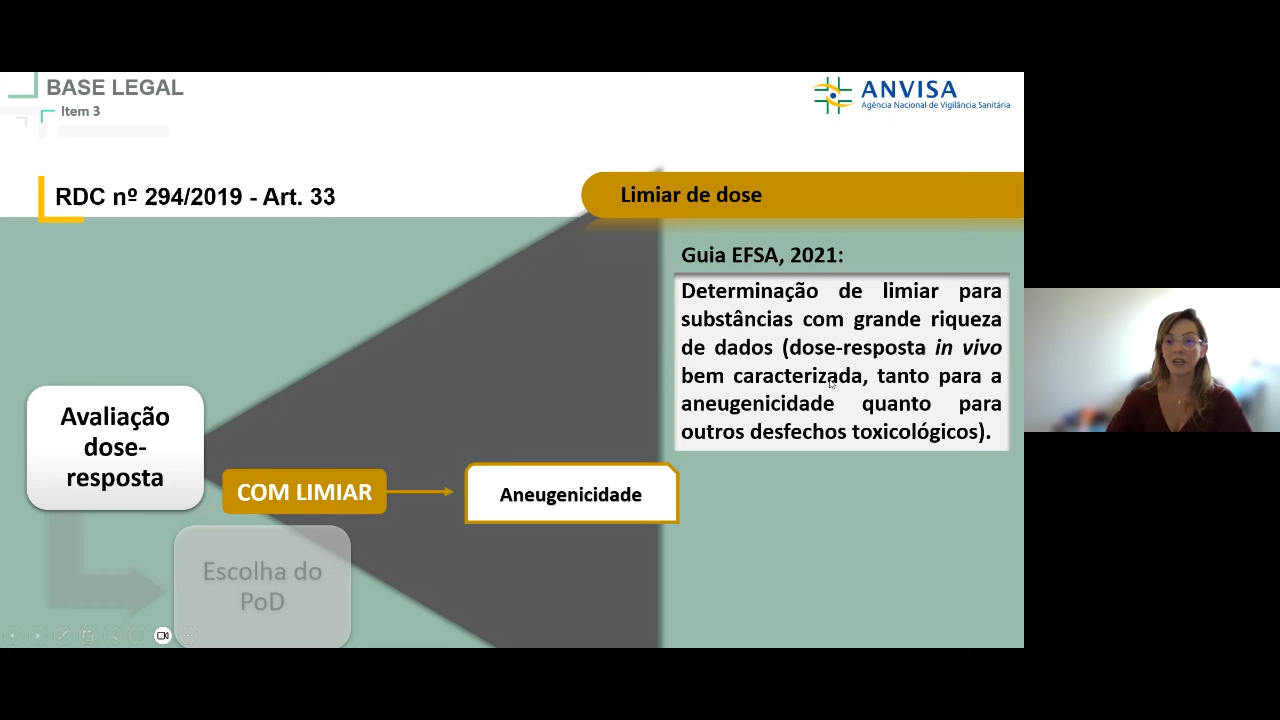 BASE LEGAL
Item 3
ANVISA
Agência Nacional de Vigilância Sanitária
RDC nº 294/2019 - Art. 33
Limiar de dose
Guia EFSA, 2021:
Determinação de limiar para
substâncias com grande riqueza
de dados (dose-resposta in vivo
bem caracterizada, tanto para a
aneugenicidade quanto para
outros desfechos toxicológicos).
Avaliação
dose-
resposta
COM LIMIAR
Aneugenicidade
Escolha do
PoD